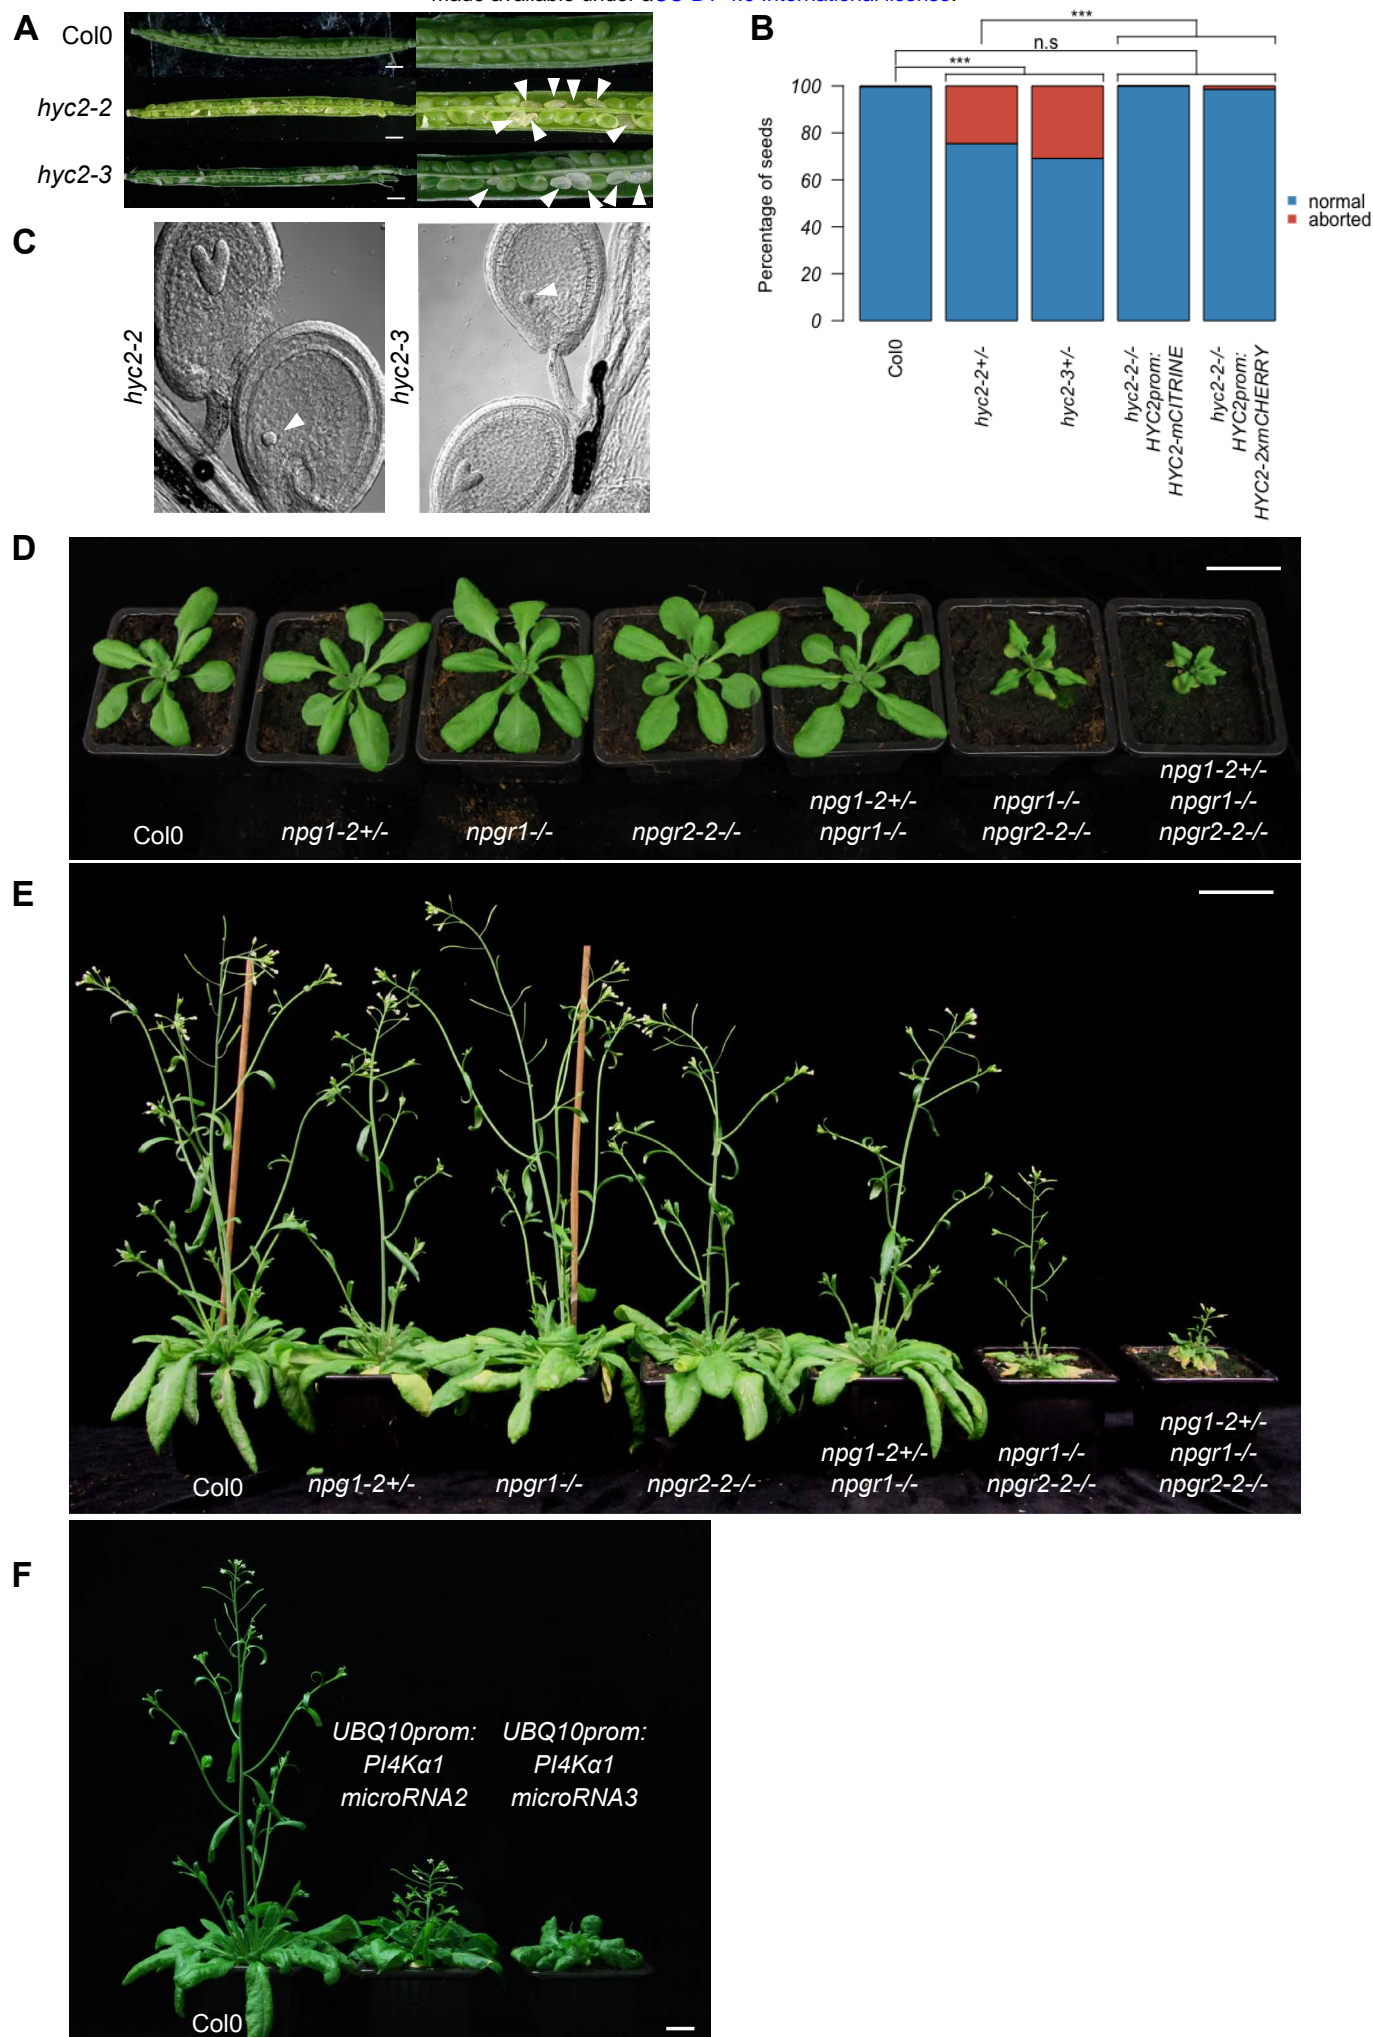 A
Col0
hyc2-2
hyc2-3
B
***
n.s
***
Percentage of seeds
100
80
60
40
20
0
normal
aborted
Col0
hyc2-2+/-
hyc2-3+/-
hyc2-2-/-
HYC2prom:
HYC2-mCITRINE
hyc2-2-/-
HYC2prom:
HYC2-2xmCHERRY
C
hyc2-2
hyc2-3
D
Col0
npg1-2+/-
npgr1-/-
npgr2-2-/-
npg1-2+/-
npgr1-/-
npgr1-/-
npgr2-2-/-
npg1-2+/-
npgr1-/-
npgr2-2-/-
E
Col0
npg1-2+/-
npgr1-/-
npgr2-2-/-
npg1-2+/-
npgr1-/-
npgr1-/-
npgr2-2-/-
npg1-2+/-
npgr1-/-
npgr2-2-/-
F
UBQ10prom:
PI4Kα1
microRNA2
UBQ10prom:
PI4Kα1
microRNA3
Col0